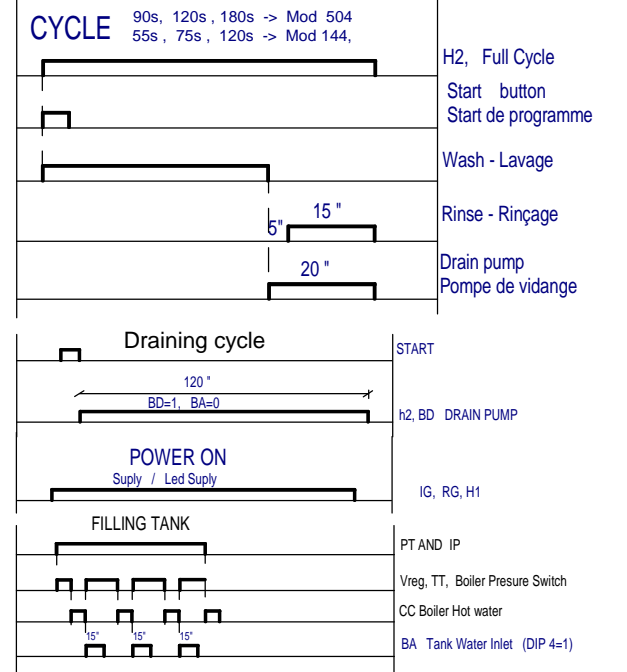 CYCLE
90s, 120s , 180s -> Mod 504
55s , 75s , 120s -> Mod 144,
H2, Full Cycle
Start button
Start de programme
Wash - Lavage
15 "
5"
Rinse - Rinçage
20 "
Drain pump
Pompe de vidange
Draining cycle
START
120 "
BD=1, BA=0
h2, BD DRAIN PUMP
POWER ON
Suply / Led Suply
IG, RG, H1
FILLING TANK
PT AND IP
Vreg, TT, Boiler Presure Switch
CC Boiler Hot water
15" 15" 15"
BA Tank Water Inlet (DIP 4=1)